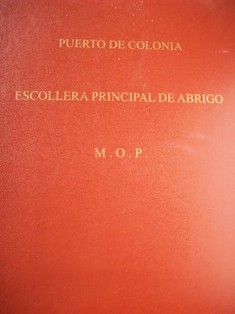 PUERTO DE COLONIA
ESCOLLERA PRINCIPAL DE ABRIGO
M.O.P.